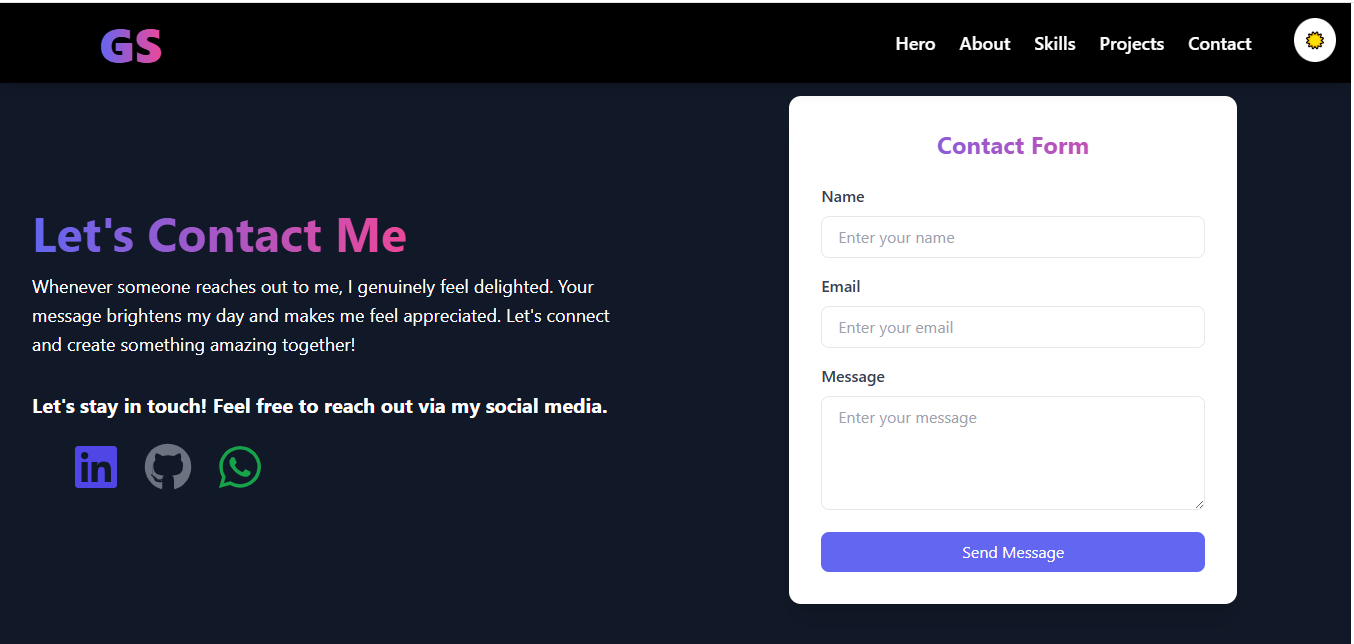 GS
Hero About Skills Projects Contact
Let's Contact Me
Whenever someone reaches out to me, I genuinely feel delighted. Your
message brightens my day and makes me feel appreciated. Let's connect
and create something amazing together!
Let's stay in touch! Feel free to reach out via my social media.
in
Contact Form
Name
Enter your name
Email
Enter your email
Message
Enter your message
Send Message